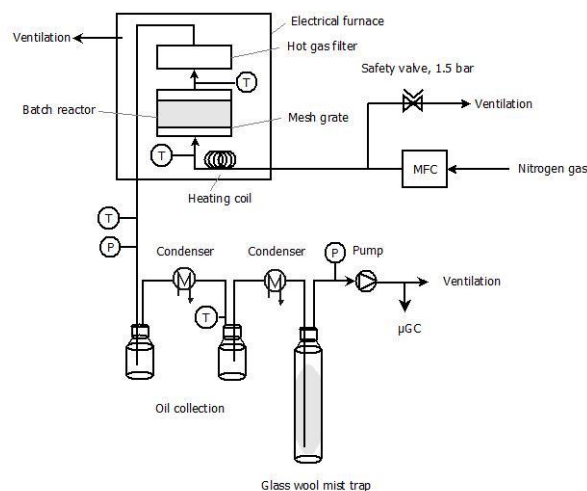 Electrical furnace
Ventilation
Hot gas filter
T
Safety valve, 1.5 bar
Batch reactor
Ventilation
Mesh grate
T
MFC
Nitrogen gas
Heating coil
T
P
Condenser
Condenser
P
Pump
M
M
Ventilation
T
µGC
Oil collection
Glass wool mist trap